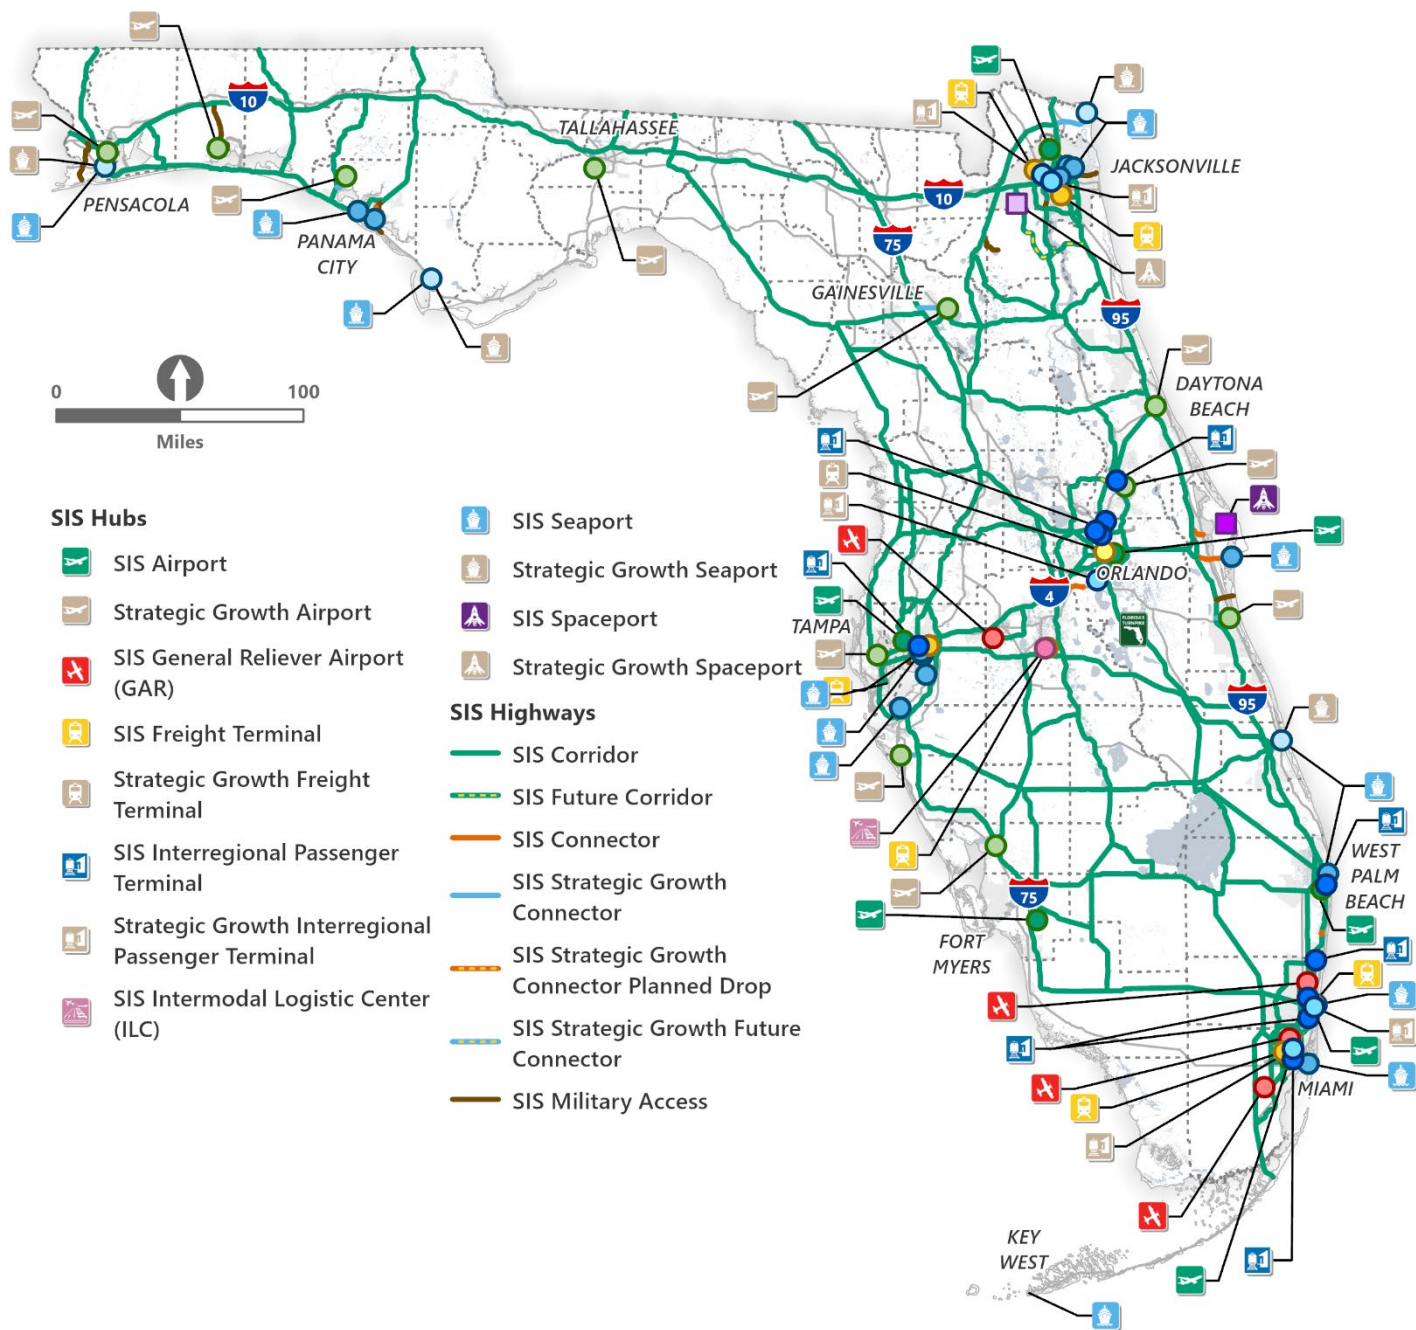 10
TALLAHASSEE
JACKSONVILLE
PENSACOLA
10
PANAMA
CITY
75
GAINESVILLE
95
0
100
Miles
DAYTONA
BEACH
SIS Hubs
SIS Airport
Strategic Growth Airport
SIS General Reliever Airport
(GAR)
SIS Freight Terminal
Strategic Growth Freight
Terminal
SIS Interregional Passenger
Terminal
Strategic Growth Interregional
Passenger Terminal
SIS Intermodal Logistic Center
(ILC)
SIS Seaport
Strategic Growth Seaport
SIS Spaceport
Strategic Growth Spaceport
SIS Highways
SIS Corridor
SIS Future Corridor
SIS Connector
SIS Strategic Growth
Connector
SIS Strategic Growth
Connector Planned Drop
SIS Strategic Growth Future
Connector
SIS Military Access
ORLANDO
4
TAMPA
FLORIDA'S
TURNPIKE
95
WEST
PALM
BEACH
75
FORT
MYERS
MIAMI
KEY
WEST